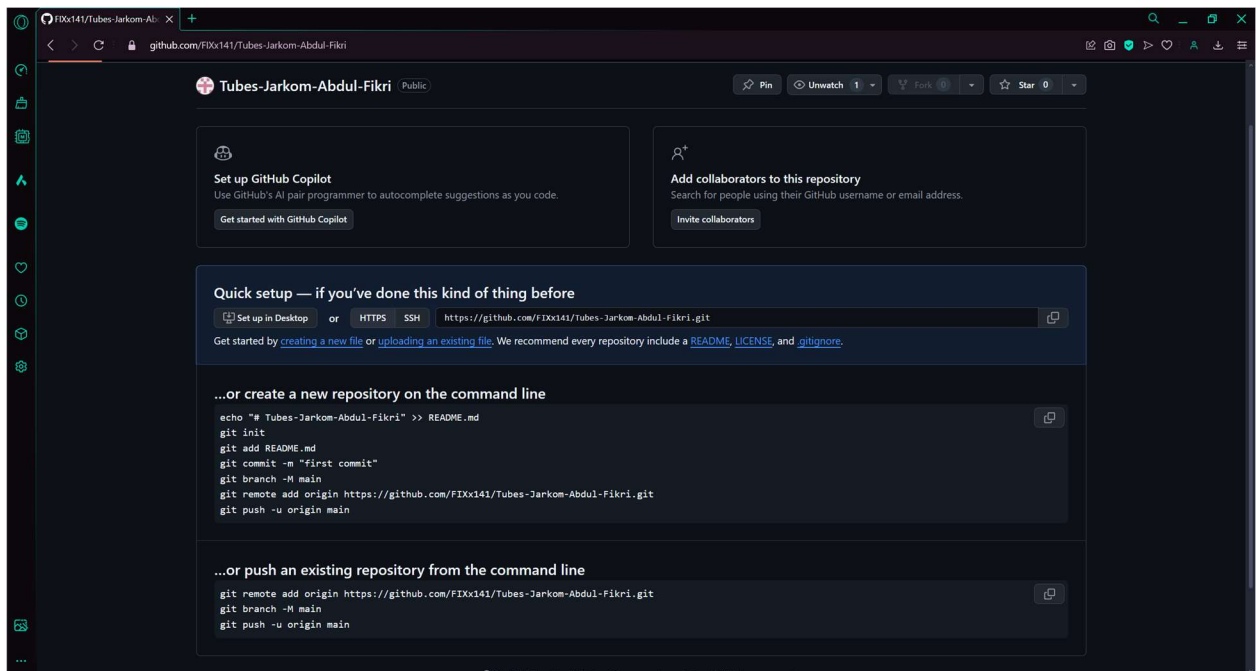 FIXx141/Tubes-Jarkom-Ab
github.com/FIXx141/Tubes-Jarkom-Abdul-Fikri
Tubes-Jarkom-Abdul-Fikri Public
Pin Unwatch 1 Fork 0 Star 0
Set up GitHub Copilot
Use GitHub's AI pair programmer to autocomplete suggestions as you code.
Get started with GitHub Copilot
Add collaborators to this repository
Search for people using their GitHub username or email address.
Invite collaborators
Quick setup — if you've done this kind of thing before
Set up in Desktop or HTTPS SSH https://github.com/FIXx141/Tubes-Jarkom-Abdul-Fikri.git
Get started by creating a new file or uploading an existing file. We recommend every repository include a README, LICENSE, and .gitignore.
...or create a new repository on the command line
echo "# Tubes-Jarkom-Abdul-Fikri" >> README.md
git init
git add README.md
git commit -m "first commit"
git branch -M main
git remote add origin https://github.com/FIXx141/Tubes-Jarkom-Abdul-Fikri.git
git push -u origin main
...or push an existing repository from the command line
git remote add origin https://github.com/FIXx141/Tubes-Jarkom-Abdul-Fikri.git
git branch -M main
git push -u origin main